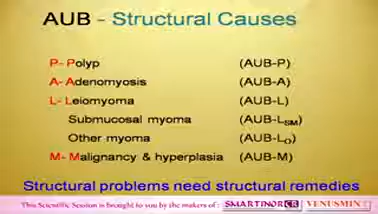 AUB - Structural Causes
P- Polyp (AUB-P)
A- Adenomyosis (AUB-A)
L- Leiomyoma (AUB-L)
Submucosal myoma (AUB-LSM)
Other myoma (AUB-LO)
M- Malignancy & hyperplasia (AUB-M)
Structural problems need structural remedies
This Scientific Session is brought to you by the makers of : SMARTINOR CR VENUSMIN